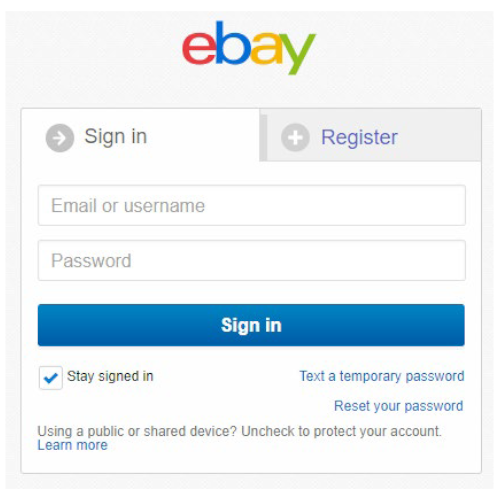 ebay
Sign in
Register
Email or username
Password
Sign in
Stay signed in
Text a temporary password
Reset your password
Using a public or shared device? Uncheck to protect your account.
Learn more